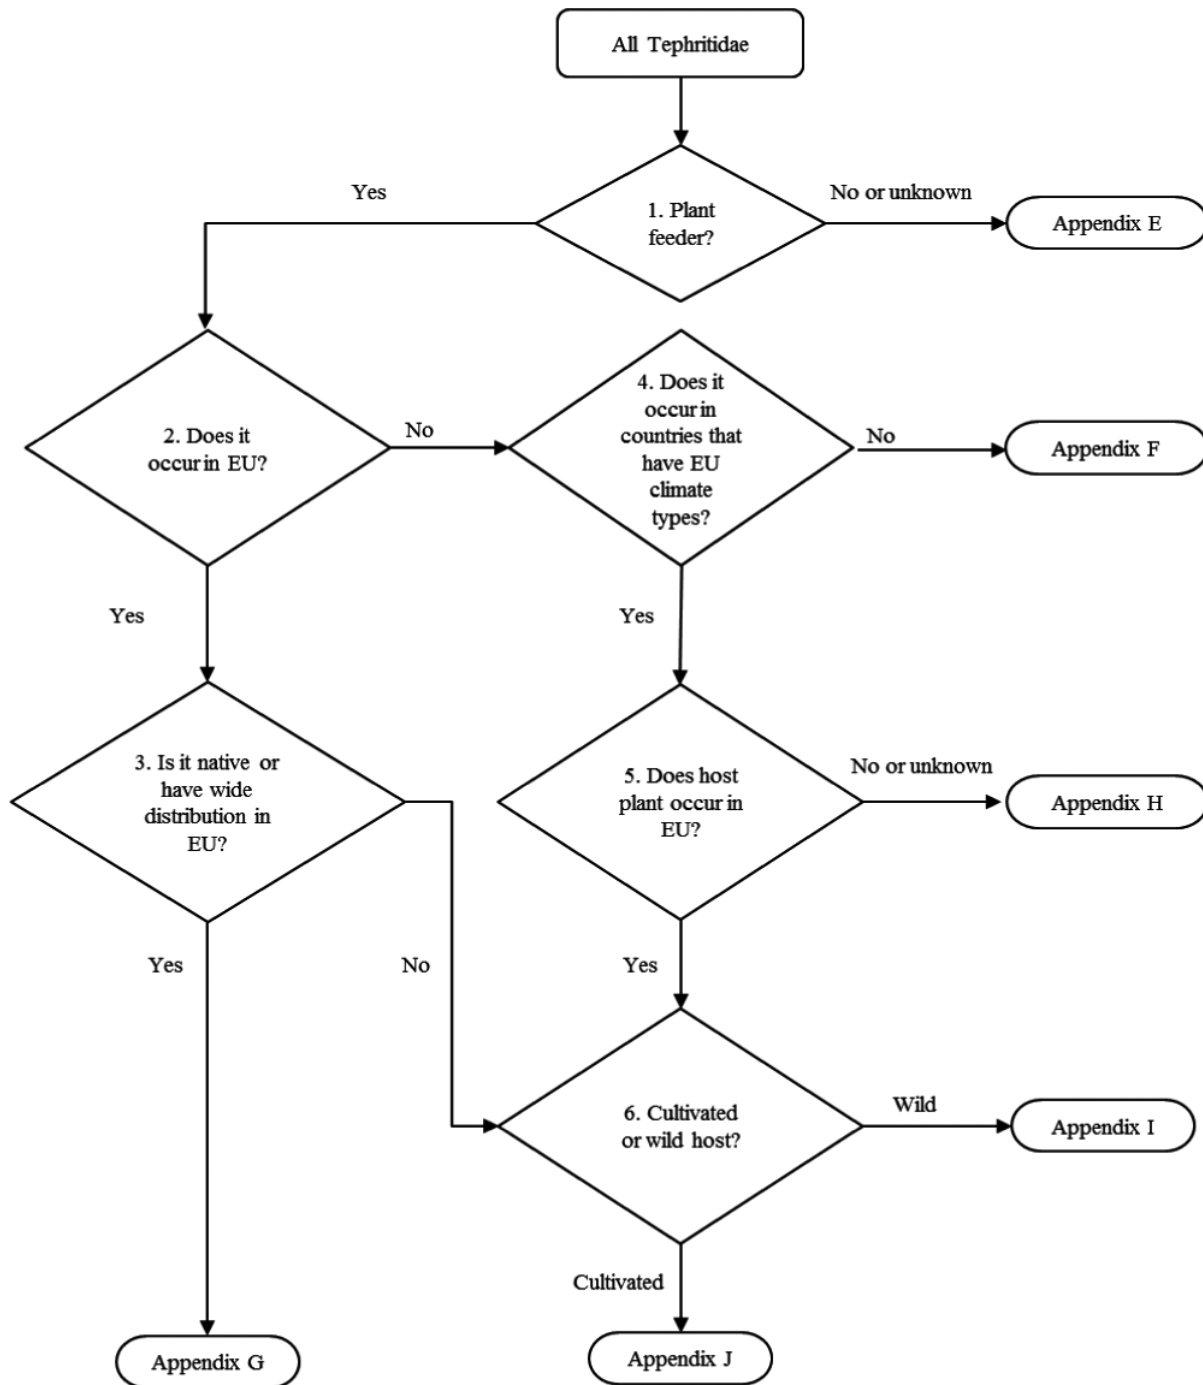 All Tephritidae
Yes
1. Plant
feeder?
No or unknown
Appendix E
2. Does it
occur in EU?
No
4. Does it
occur in
countries that
have EU
climate
types?
No
Appendix F
Yes
Yes
3. Is it native or
have wide
distribution in
EU?
5. Does host
plant occur in
EU?
No or unknown
Appendix H
Yes
No
Yes
6. Cultivated
or wild host?
Wild
Appendix I
Cultivated
Appendix G
Appendix J